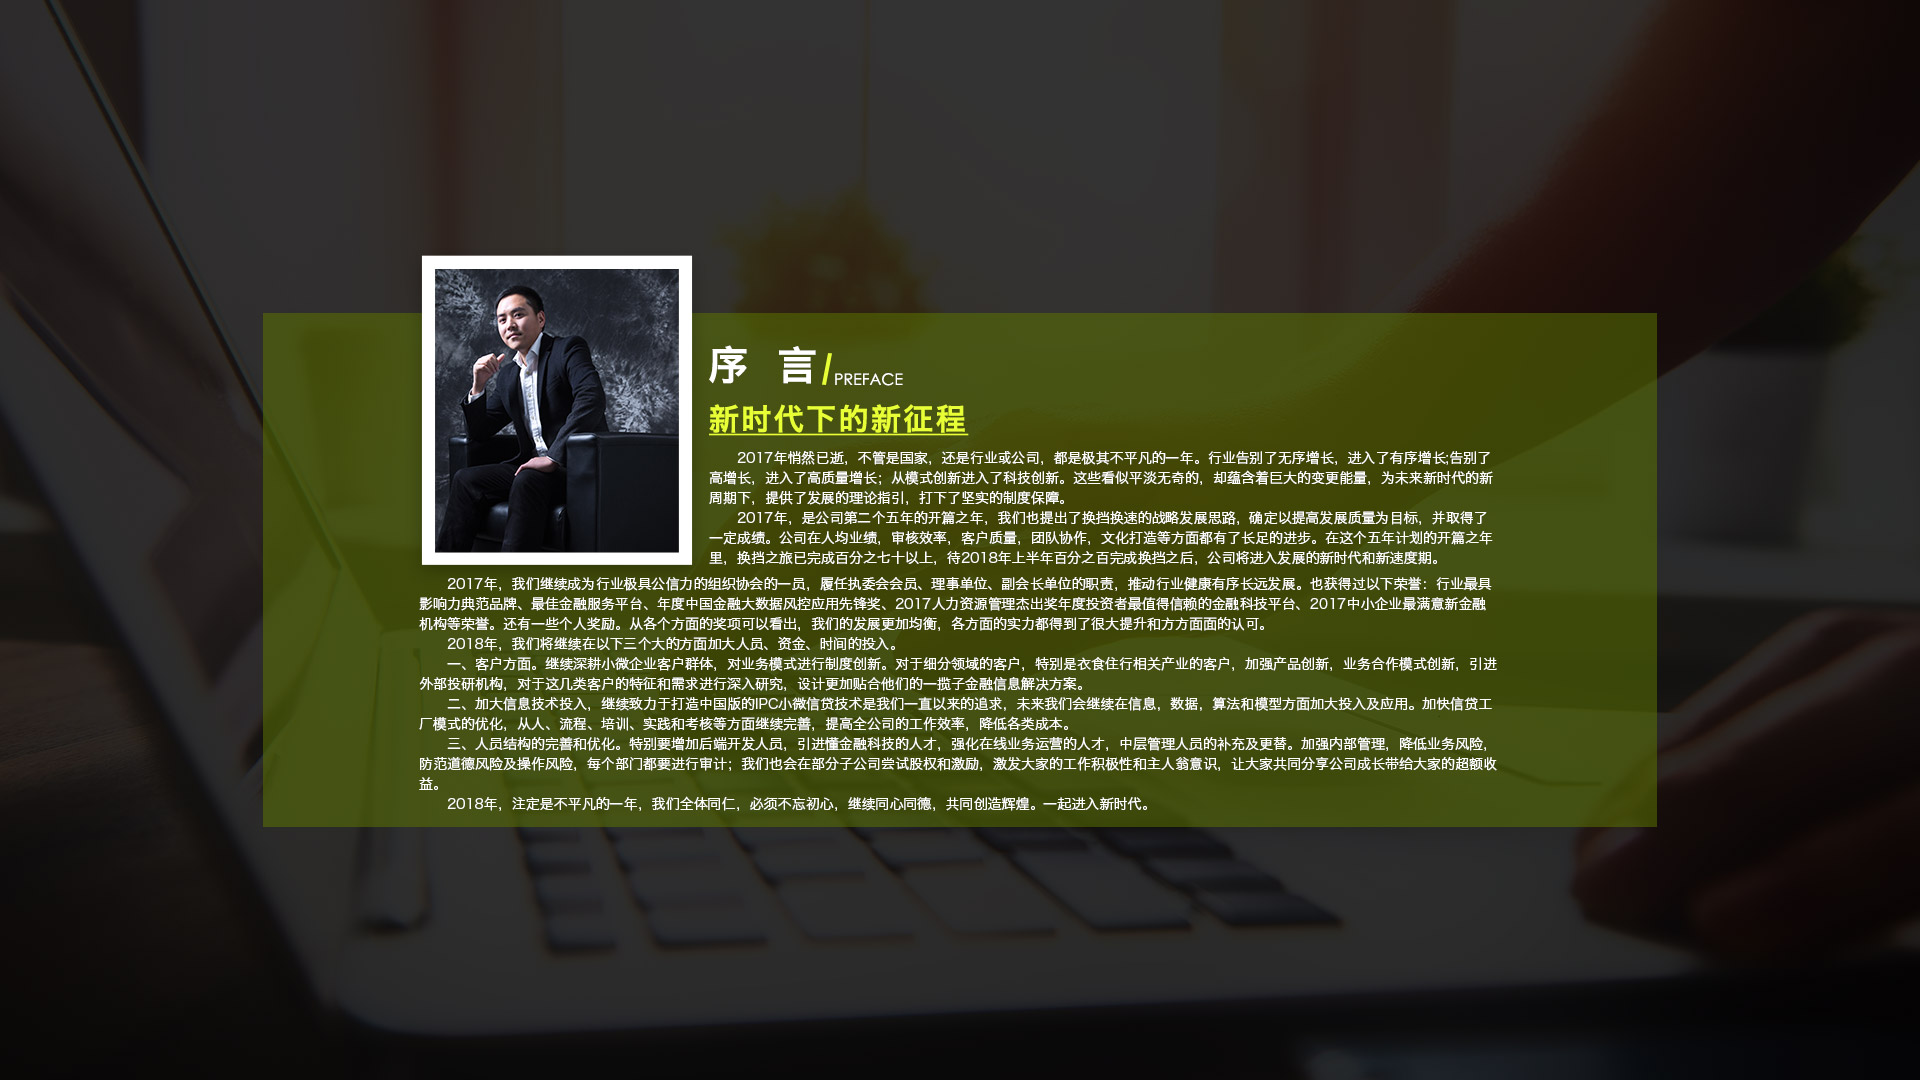 序 言/PREFACE
新时代下的新征程
2017年悄然已逝，不管是国家，还是行业或公司，都是极其不平凡的一年。行业告别了无序增长，进入了有序增长;告别了
高增长，进入了高质量增长；从模式创新进入了科技创新。这些看似平淡无奇的，却蕴含着巨大的变更能量，为未来新时代的新
周期下，提供了发展的理论指引，打下了坚实的制度保障。
2017年，是公司第二个五年的开篇之年，我们也提出了换挡换速的战略发展思路，确定以提高发展质量为目标，并取得了
一定成绩。公司在人均业绩，审核效率，客户质量，团队协作，文化打造等方面都有了长足的进步。在这个五年计划的开篇之年
里，换挡之旅已完成百分之七十以上，待2018年上半年百分之百完成换挡之后，公司将进入发展的新时代和新速度期。
2017年，我们继续成为行业极具公信力的组织协会的一员，履任执委会会员、理事单位、副会长单位的职责，推动行业健康有序长远发展。也获得过以下荣誉：行业最具
影响力典范品牌、最佳金融服务平台、年度中国金融大数据风控应用先锋奖、2017人力资源管理杰出奖年度投资者最值得信赖的金融科技平台、2017中小企业最满意新金融
机构等荣誉。还有一些个人奖励。从各个方面的奖项可以看出，我们的发展更加均衡，各方面的实力都得到了很大提升和方方面面的认可。
2018年，我们将继续在以下三个大的方面加大人员、资金、时间的投入。
一、客户方面。继续深耕小微企业客户群体，对业务模式进行制度创新。对于细分领域的客户，特别是衣食住行相关产业的客户，加强产品创新，业务合作模式创新，引进
外部投研机构，对于这几类客户的特征和需求进行深入研究，设计更加贴合他们的一揽子金融信息解决方案。
二、加大信息技术投入，继续致力于打造中国版的IPC小微信贷技术是我们一直以来的追求，未来我们会继续在信息，数据，算法和模型方面加大投入及应用。加快信贷工
厂模式的优化，从人、流程、培训、实践和考核等方面继续完善，提高全公司的工作效率，降低各类成本。
三、人员结构的完善和优化。特别要增加后端开发人员，引进懂金融科技的人才，强化在线业务运营的人才，中层管理人员的补充及更替。加强内部管理，降低业务风险，
防范道德风险及操作风险，每个部门都要进行审计；我们也会在部分子公司尝试股权和激励，激发大家的工作积极性和主人翁意识，让大家共同分享公司成长带给大家的超额收
益。
2018年，注定是不平凡的一年，我们全体同仁，必须不忘初心，继续同心同德，共同创造辉煌。一起进入新时代。